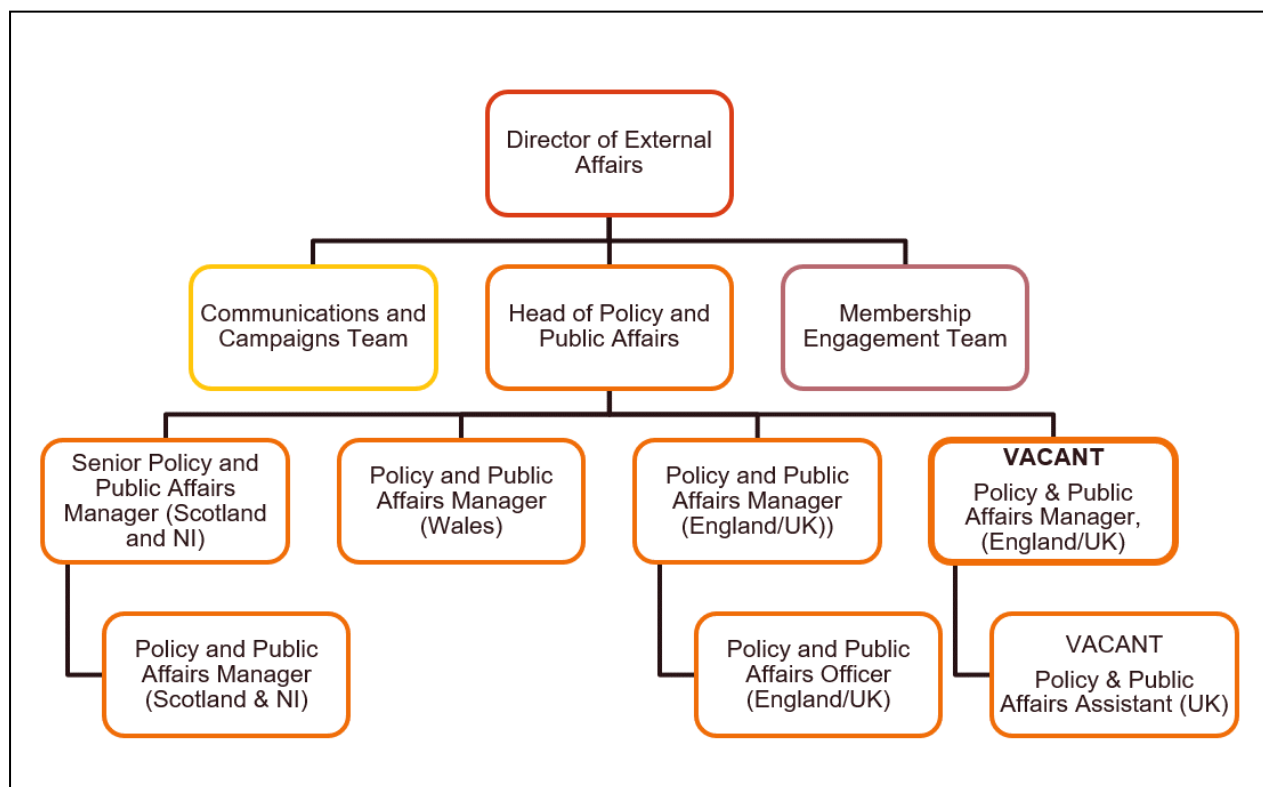 Director of External
Affairs
Communications and
Campaigns Team
Head of Policy and
Public Affairs
Membership
Engagement Team
Senior Policy and
Public Affairs
Manager (Scotland
and NI)
Policy and Public
Affairs Manager
(Wales)
Policy and Public
Affairs Manager
(England/UK))
VACANT
Policy & Public
Affairs Manager,
(England/UK)
Policy and Public
Affairs Manager
(Scotland & NI)
Policy and Public
Affairs Officer
(England/UK)
VACANT
Policy & Public
Affairs Assistant (UK)